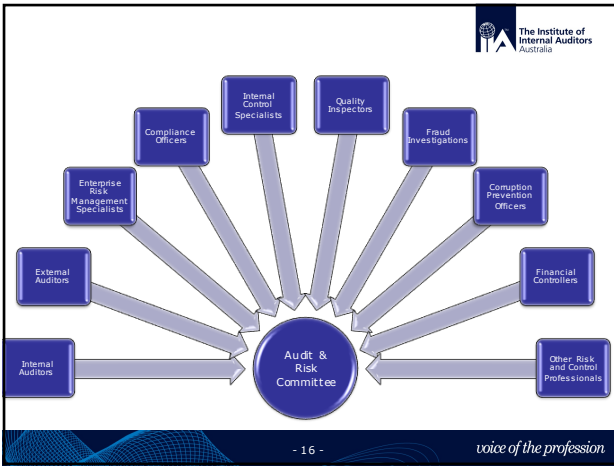 The Institute of
Internal Auditors
Australia
Internal
Control
Specialists
Quality
Inspectors
Compliance
Officers
Fraud
Investigations
Enterprise
Risk
Management
Specialists
Corruption
Prevention
Officers
External
Auditors
Financial
Controllers
Internal
Auditors
Audit &
Risk
Committee
Other Risk
and Control
Professionals
- 16 -
voice of the profession